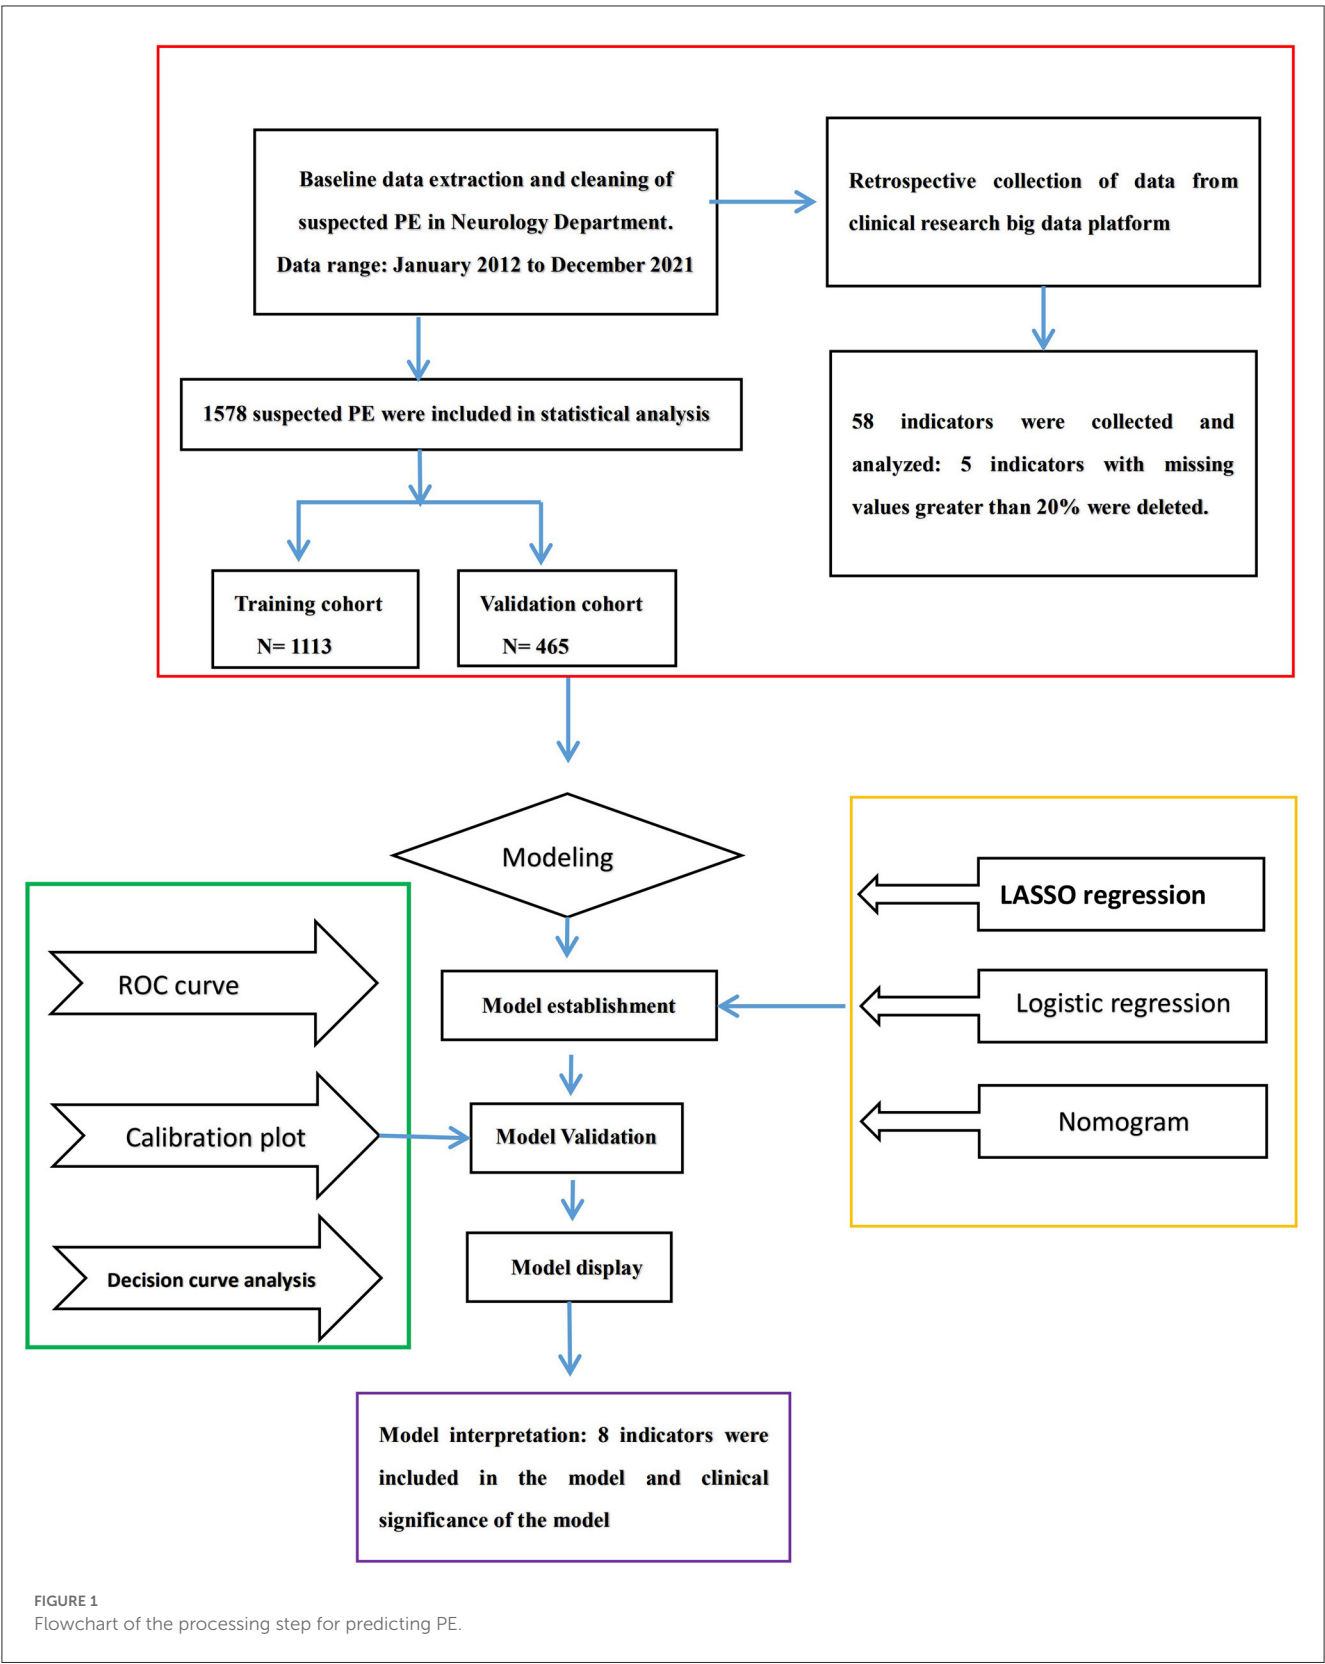 Baseline data extraction and cleaning of
suspected PE in Neurology Department.
Data range: January 2012 to December 2021
Retrospective collection of data from
clinical research big data platform
1578 suspected PE were included in statistical analysis
58 indicators were collected and
analyzed: 5 indicators with missing
values greater than 20% were deleted.
Training cohort
N= 1113
Validation cohort
N= 465
Modeling
LASSO regression
Logistic regression
Nomogram
Model establishment
ROC curve
Calibration plot
Decision curve analysis
Model Validation
Model display
Model interpretation: 8 indicators were
included in the model and clinical
significance of the model
FIGURE 1
Flowchart of the processing step for predicting PE.